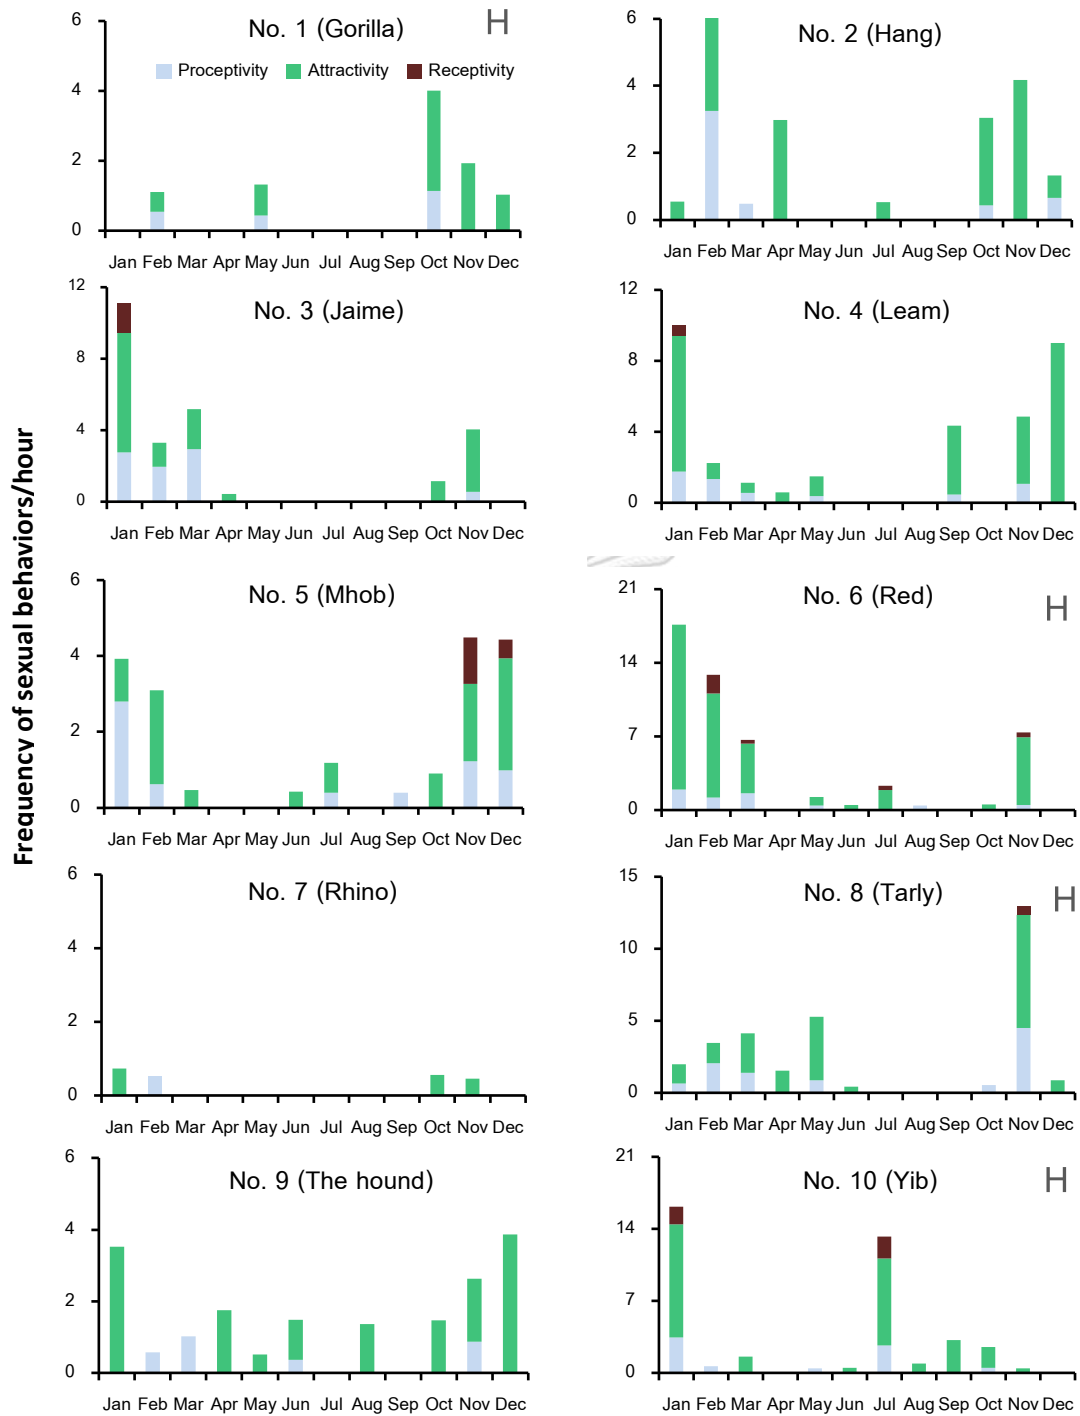 Frequency of sexual behaviors/hour
No. 1 (Gorilla)
H
Proceptivity Attractivity Receptivity
6
4
2
0
Jan Feb Mar Apr May Jun Jul Aug Sep Oct Nov Dec
No. 2 (Hang)
6
4
2
0
Jan Feb Mar Apr May Jun Jul Aug Sep Oct Nov Dec
No. 3 (Jaime)
12
8
4
0
Jan Feb Mar Apr May Jun Jul Aug Sep Oct Nov Dec
No. 4 (Leam)
12
8
4
0
Jan Feb Mar Apr May Jun Jul Aug Sep Oct Nov Dec
No. 5 (Mhob)
6
4
2
0
Jan Feb Mar Apr May Jun Jul Aug Sep Oct Nov Dec
No. 6 (Red)
H
21
14
7
0
Jan Feb Mar Apr May Jun Jul Aug Sep Oct Nov Dec
No. 7 (Rhino)
6
4
2
0
Jan Feb Mar Apr May Jun Jul Aug Sep Oct Nov Dec
No. 8 (Tarly)
H
15
10
5
0
Jan Feb Mar Apr May Jun Jul Aug Sep Oct Nov Dec
No. 9 (The hound)
6
4
2
0
Jan Feb Mar Apr May Jun Jul Aug Sep Oct Nov Dec
No. 10 (Yib)
H
21
14
7
0
Jan Feb Mar Apr May Jun Jul Aug Sep Oct Nov Dec